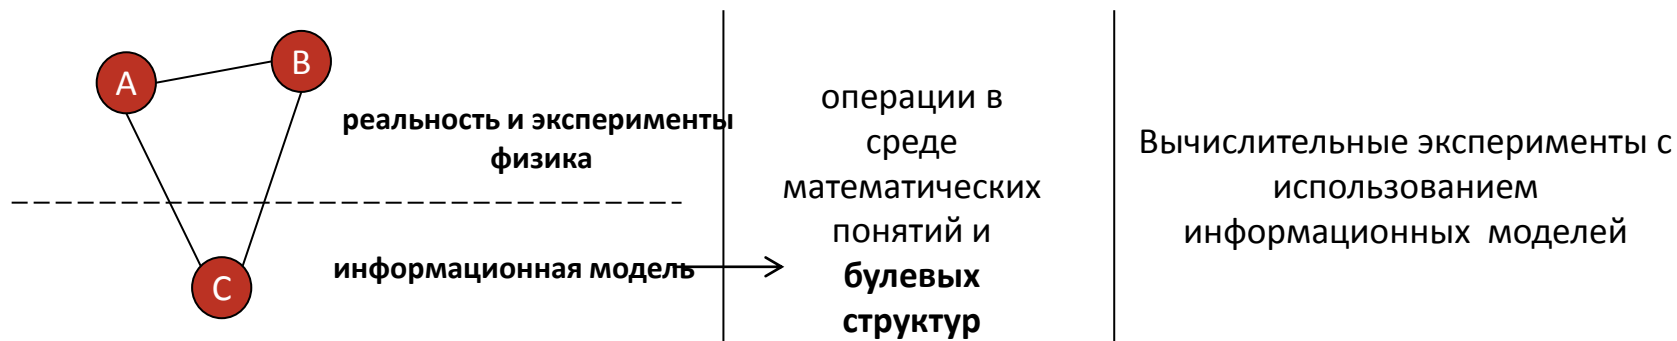 A
B
C
реальность и эксперименты
физика
информационная модель
операции в
среде
математических
понятий и
булевых
структур
Вычислительные эксперименты с
использованием
информационных моделей